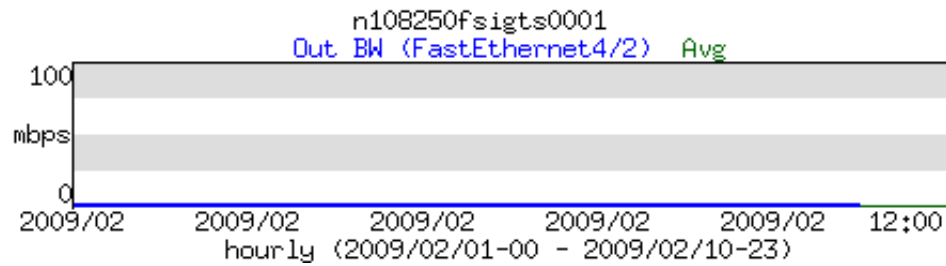 n108250fsigts0001
Out BW (FastEthernet4/2) Avg
100
mbps
0
2009/02 2009/02 2009/02 2009/02 2009/02 12:00
hourly (2009/02/01-00 - 2009/02/10-23)